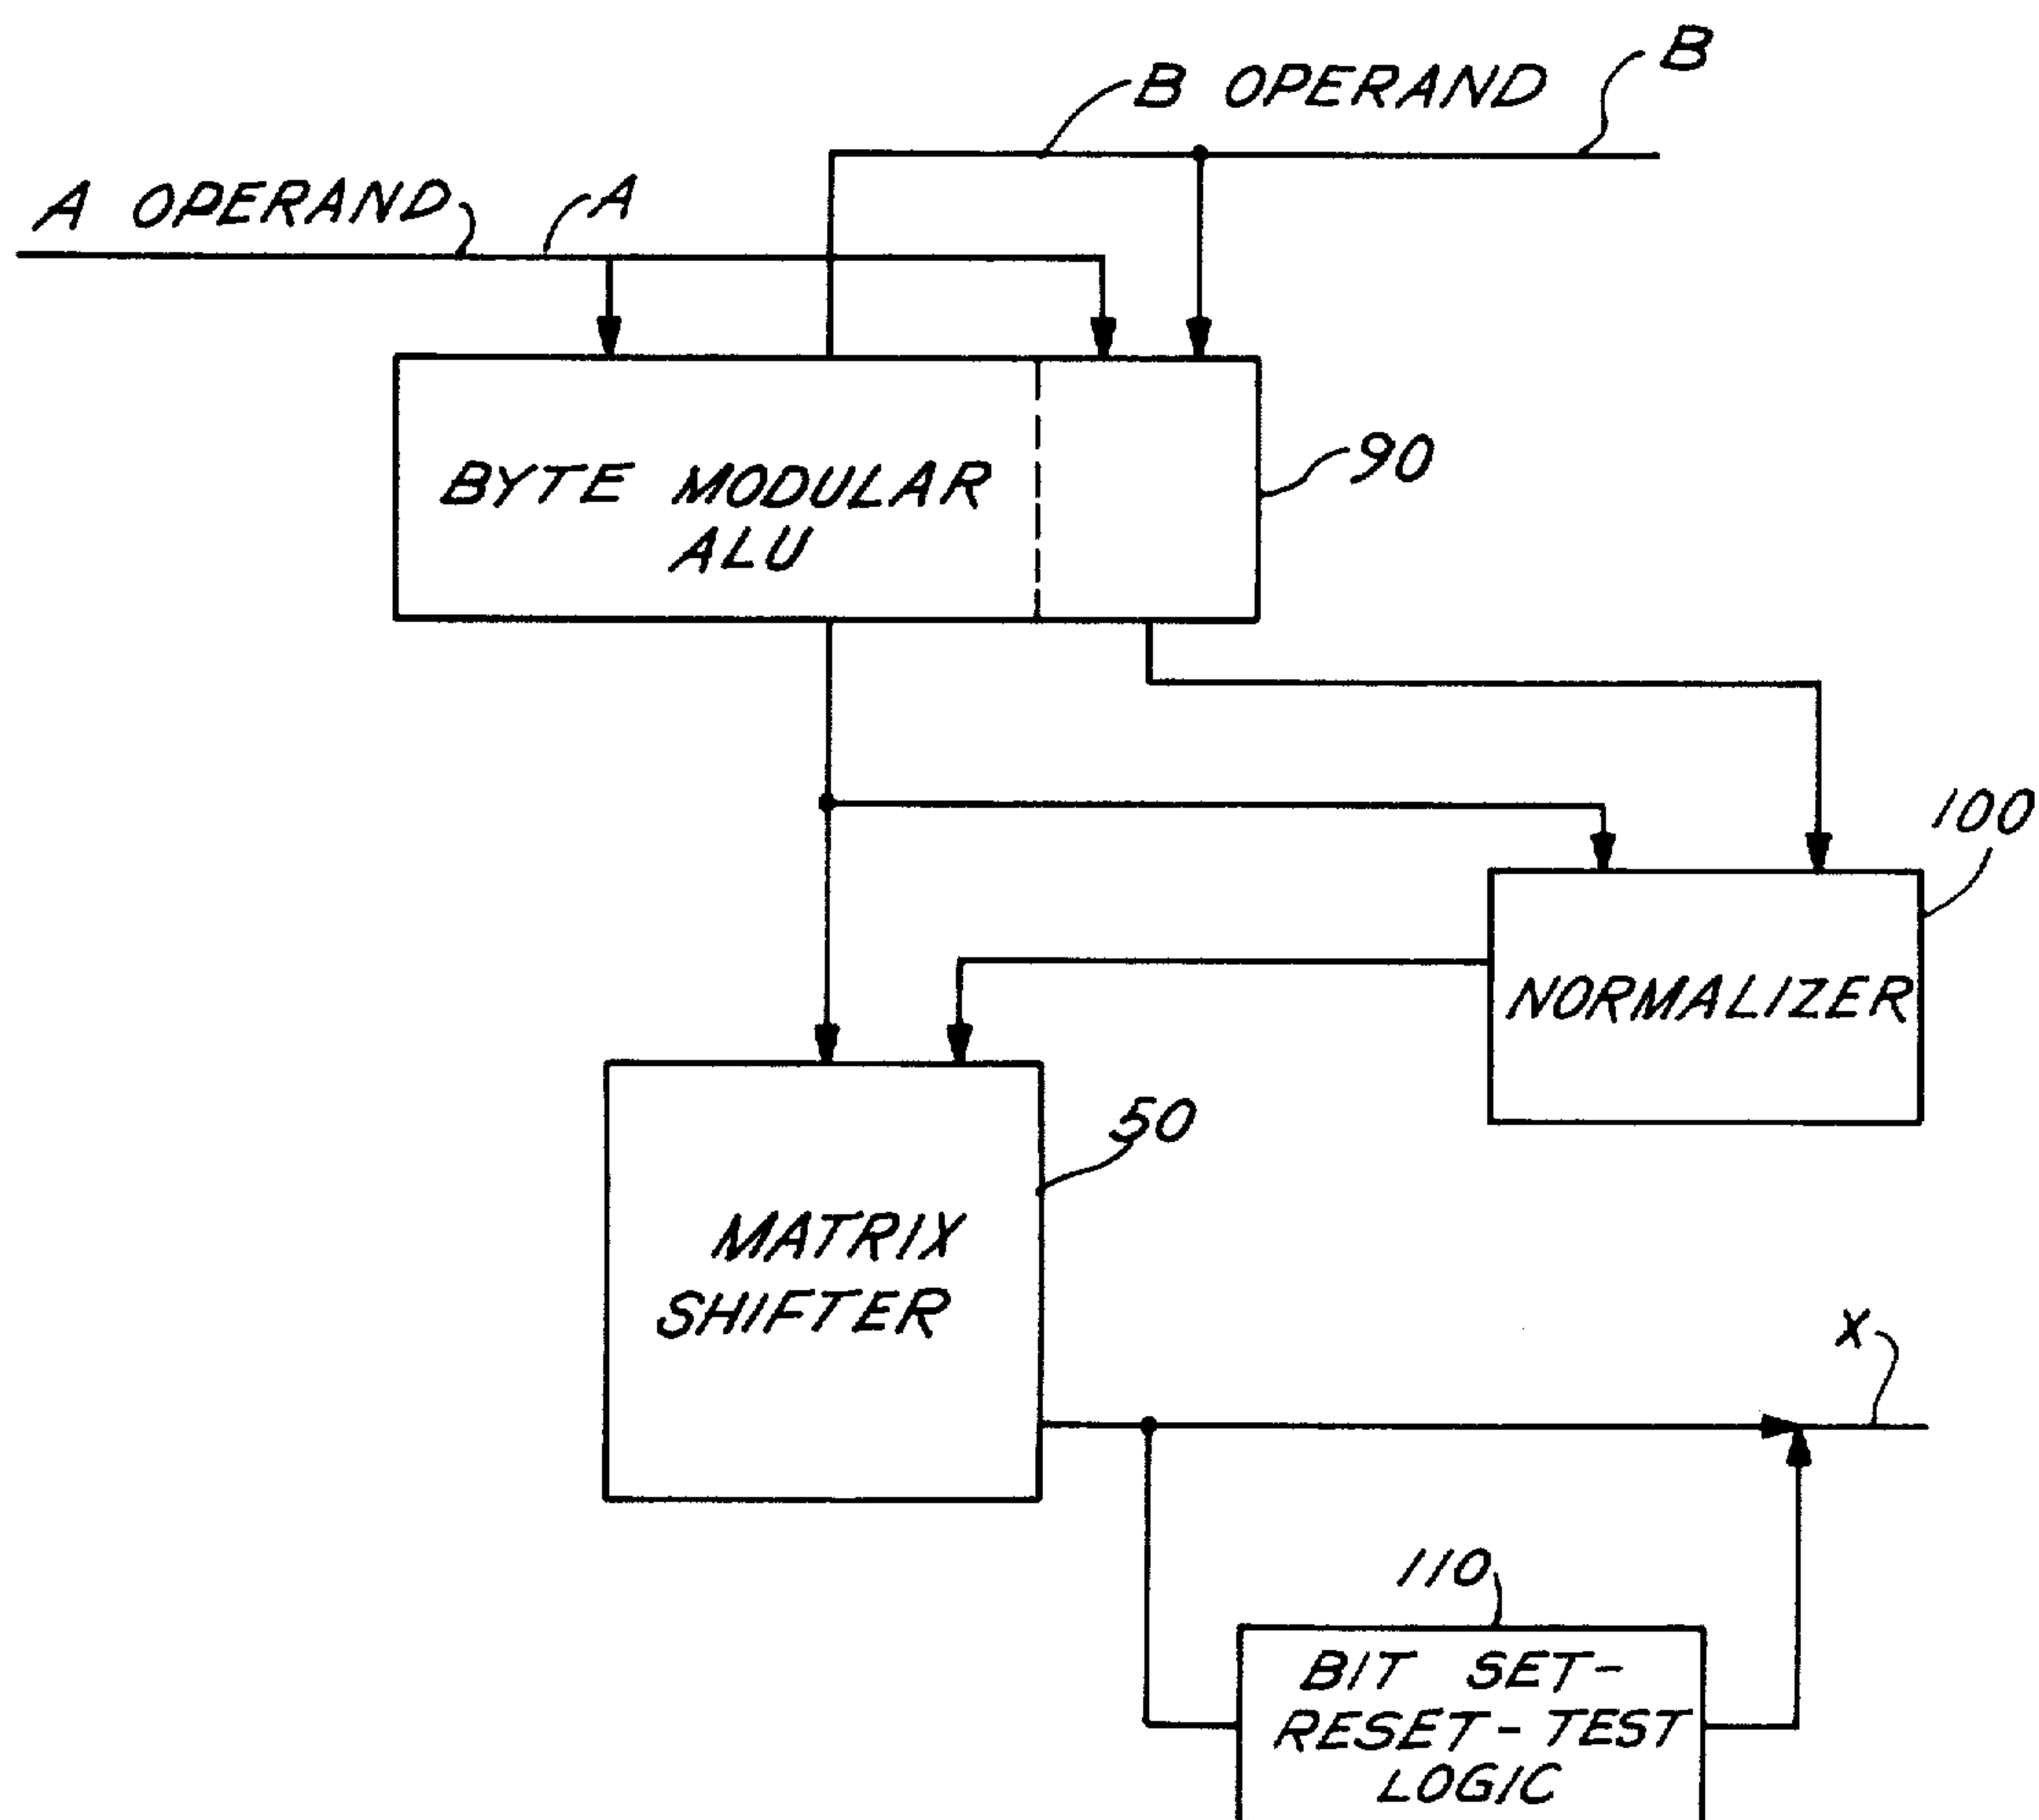 B
B OPERAND
A OPERAND
A
BYTE MODULAR
ALU
90
100
NORMALIZER
50
MATRIX
SHIFTER
X
110
BIT SET-
RESET-TEST
LOGIC